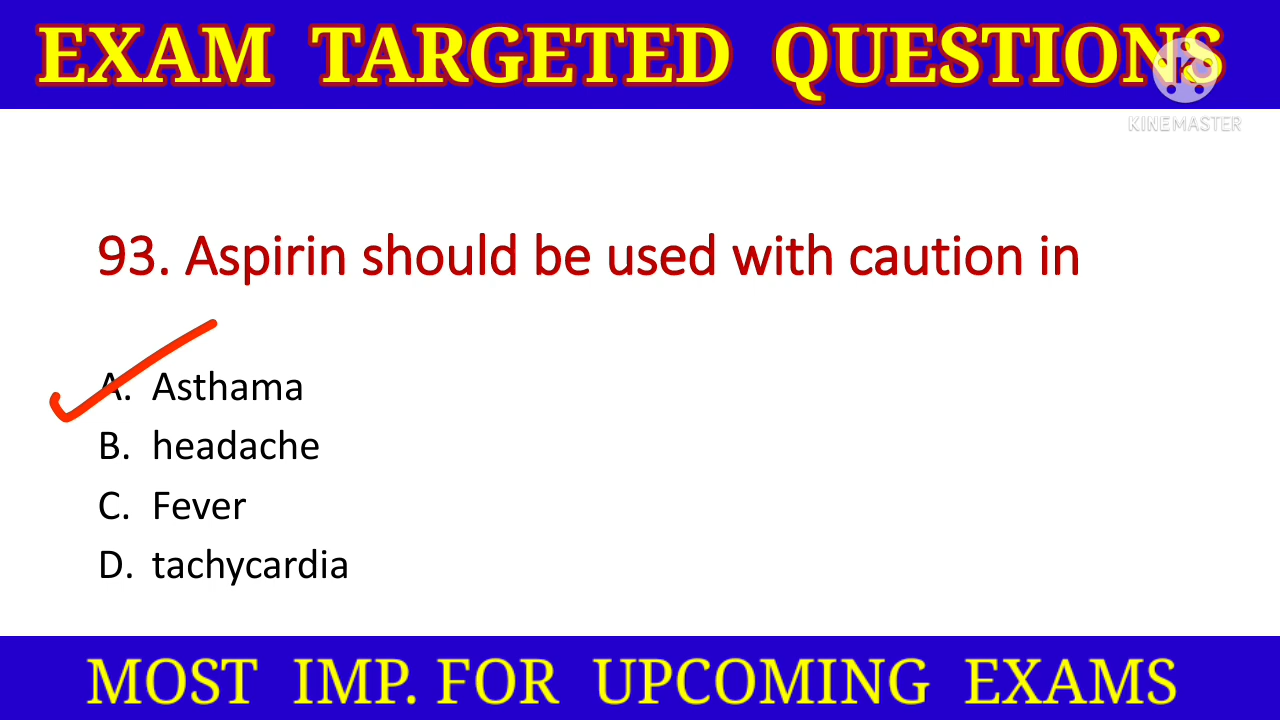 EXAM TARGETED QUESTIONS
K
KINEMASTER
93. Aspirin should be used with caution in
A. Asthama
B. headache
C. Fever
D. tachycardia
MOST IMP. FOR UPCOMING EXAMS